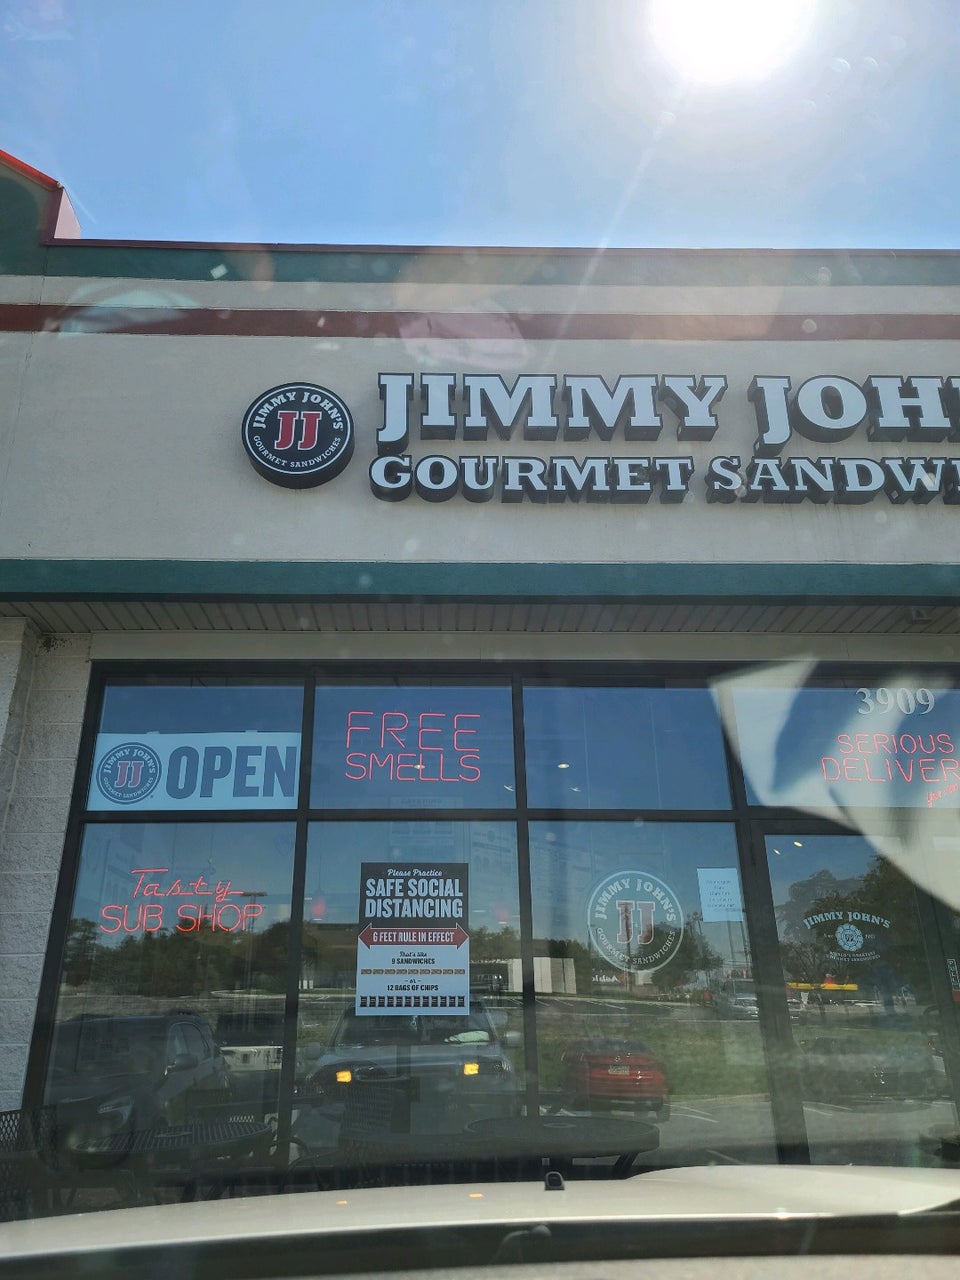 JIMMY JOHN'S
JJ
GOURMET SANDWICHES
JIMMY JOH
GOURMET SANDWI
3909
JIMMY JOHN'S
JJ
OPEN
FREE
SMELLS
SERIOUS
DELIVER
Tasty
SUB SHOP
Please Practice
SAFE SOCIAL
DISTANCING
6 FEET RULE IN EFFECT
That's like
9 SANDWICHES
- or -
12 BAGS OF CHIPS
JIMMY JOHN'S
JJ
GOURMET SANDWICHES
JIMMY JOHN'S